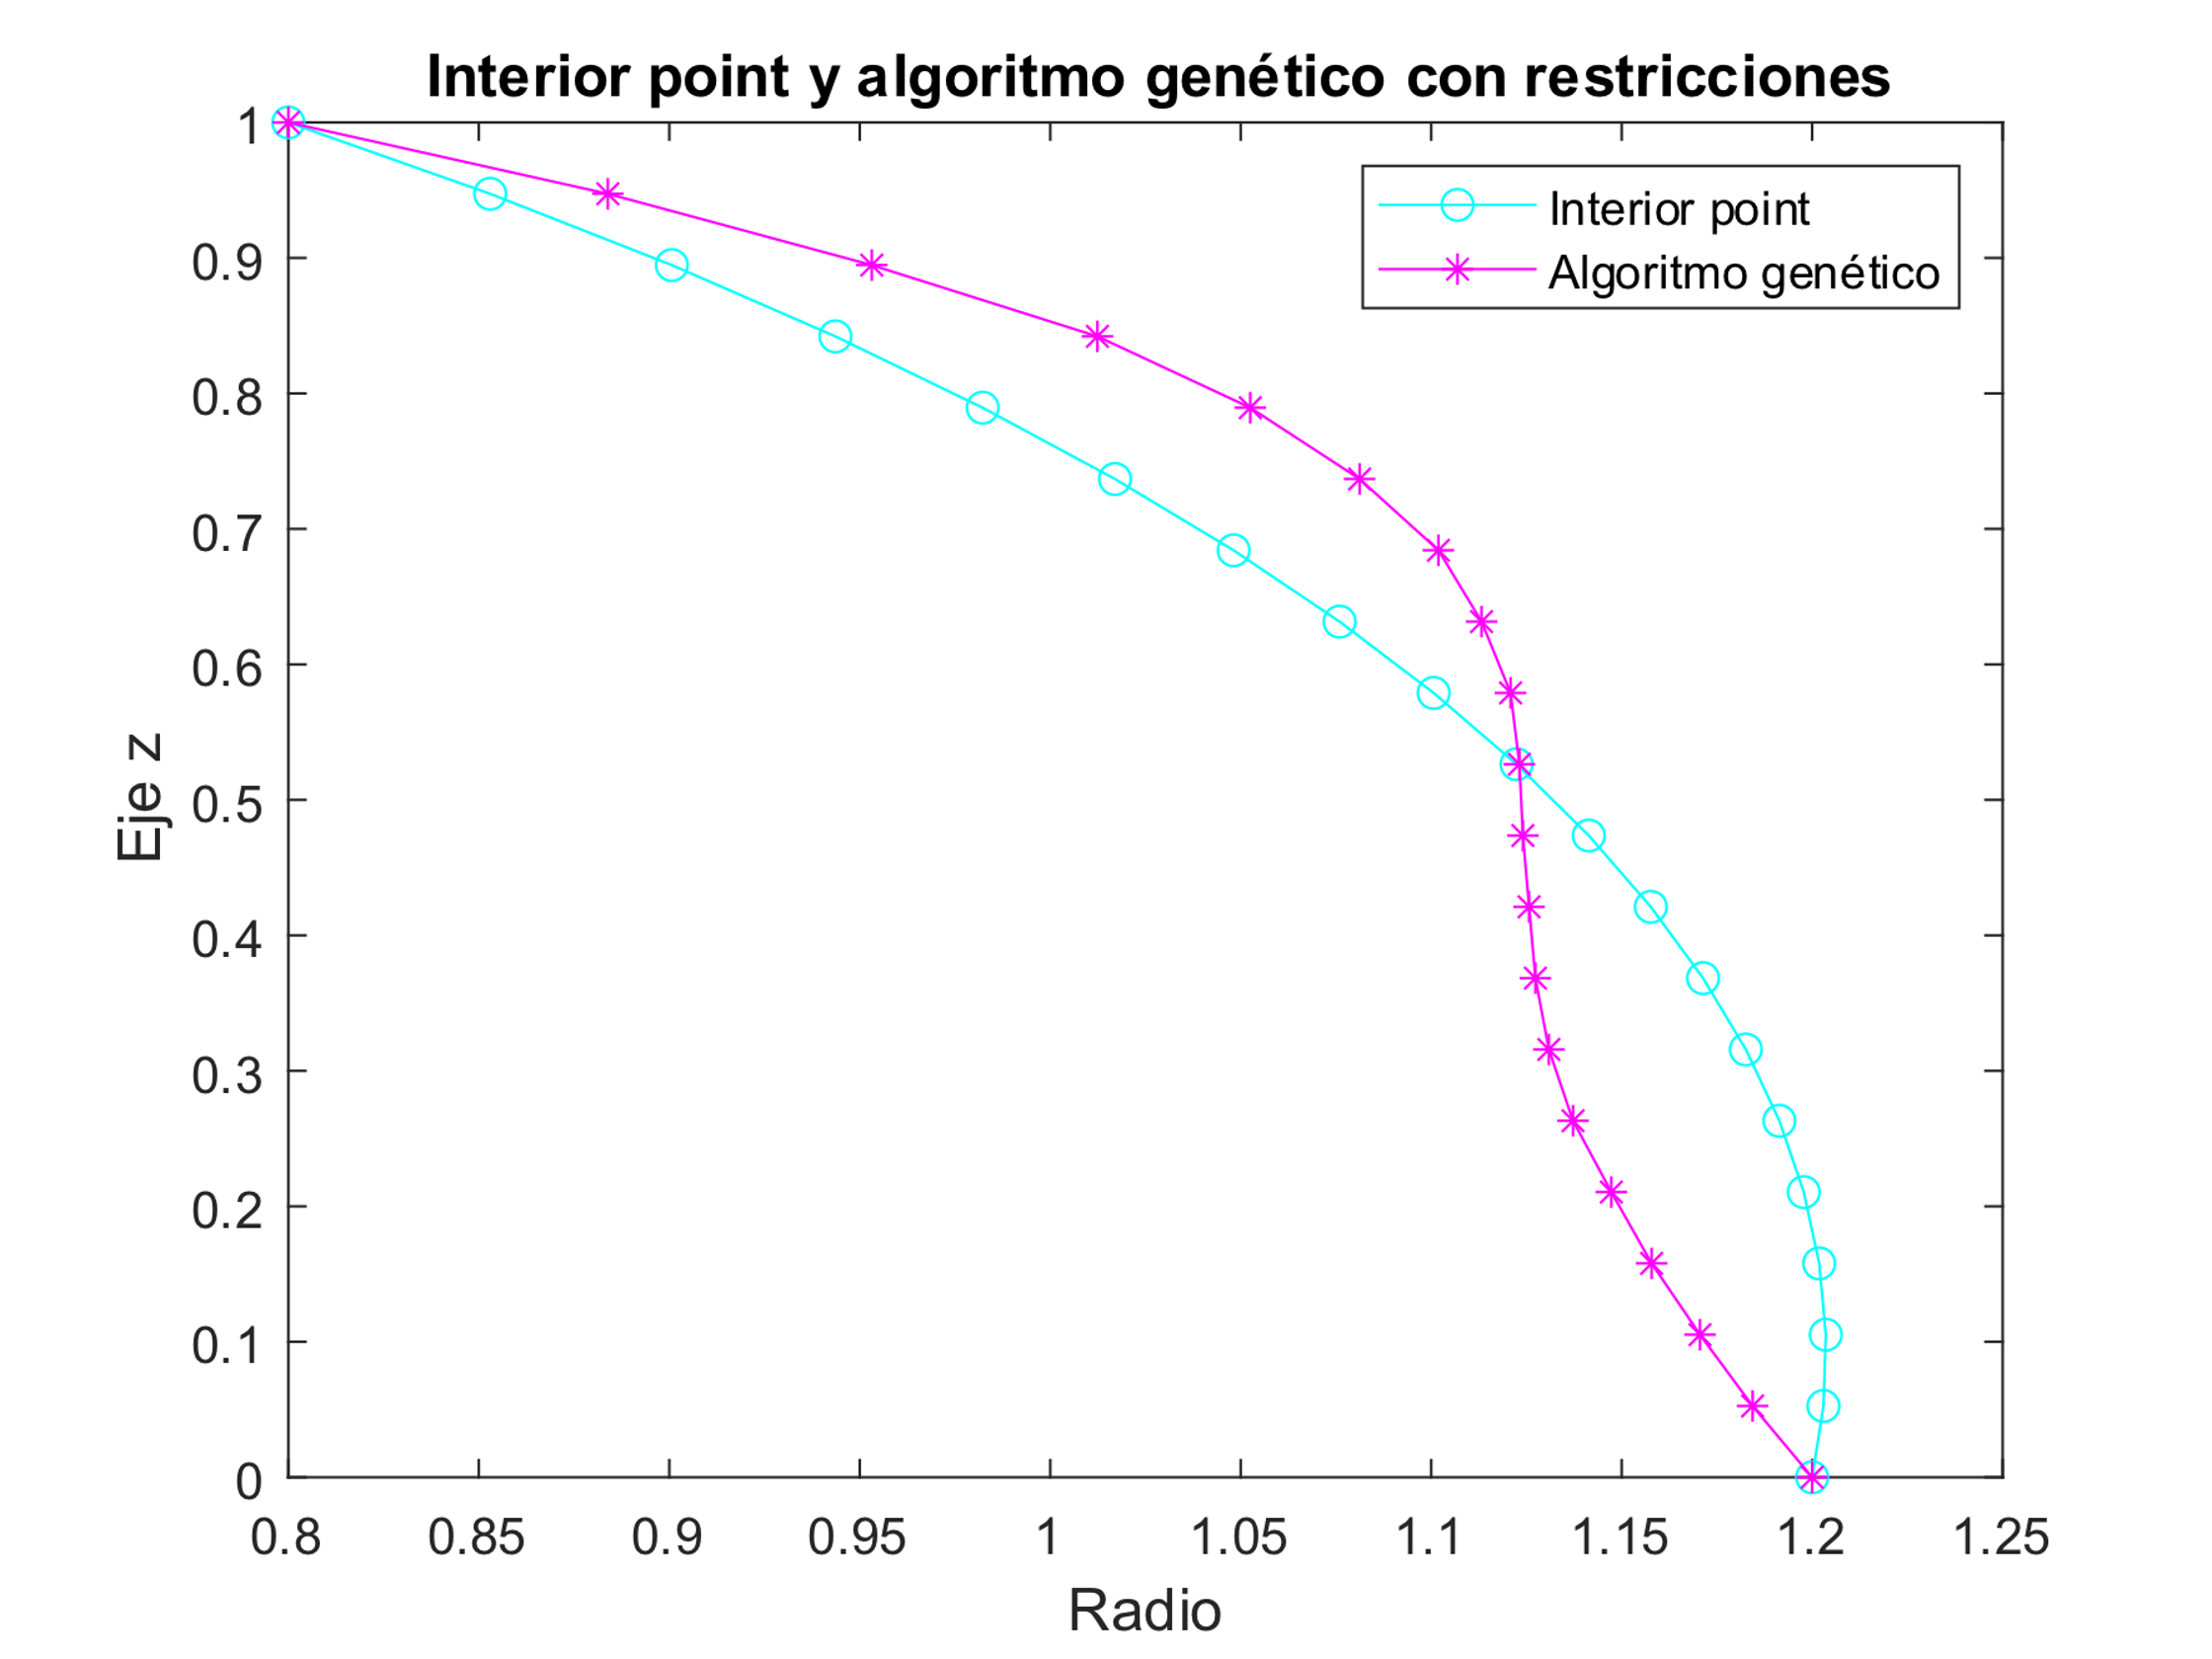 Interior point y algoritmo genético con restricciones
1
0.9
0.8
0.7
0.6
0.5
0.4
0.3
0.2
0.1
0
Eje z
Interior point
Algoritmo genético
0.8 0.85 0.9 0.95 1 1.05 1.1 1.15 1.2 1.25
Radio